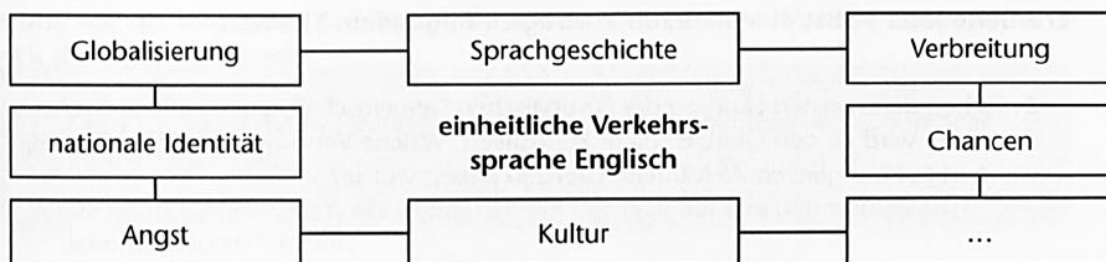 Globalisierung
Sprachgeschichte
Verbreitung
nationale Identität
einheitliche Verkehrs-
sprache Englisch
Chancen
Angst
Kultur
...